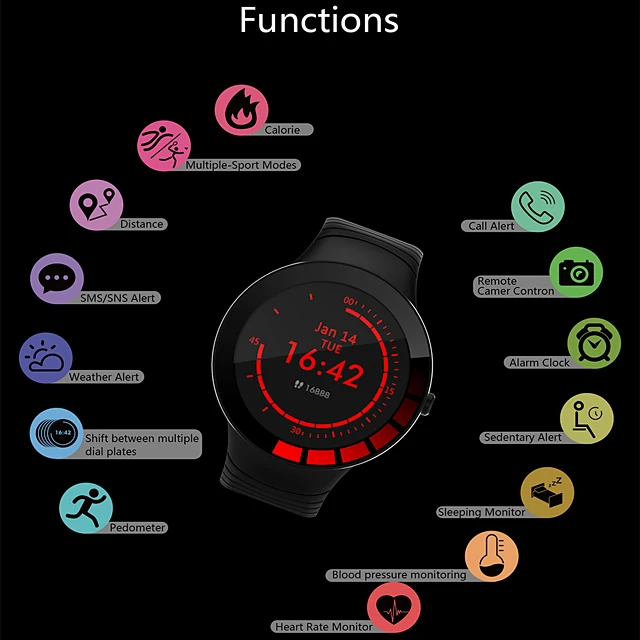 Functions
Calorie
Multiple-Sport Modes
Distance
SMS/SNS Alert
Weather Alert
16:42
Shift between multiple
dial plates
Pedometer
00
Jan 14
TUE
45
16:42
15
16888
30
Call Alert
Remote
Camer Contron
Alarm Clock
Sedentary Alert
zzZ
Sleeping Monitor
Blood pressure monitoring
Heart Rate Monitor